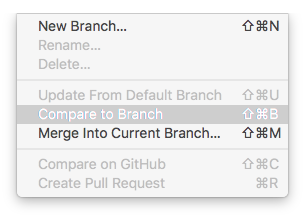 New Branch... ⇧⌘N
Rename...
Delete...
Update From Default Branch ⇧⌘U
Compare to Branch ⇧⌘B
Merge Into Current Branch... ⇧⌘M
Compare on GitHub ⇧⌘C
Create Pull Request ⌘R